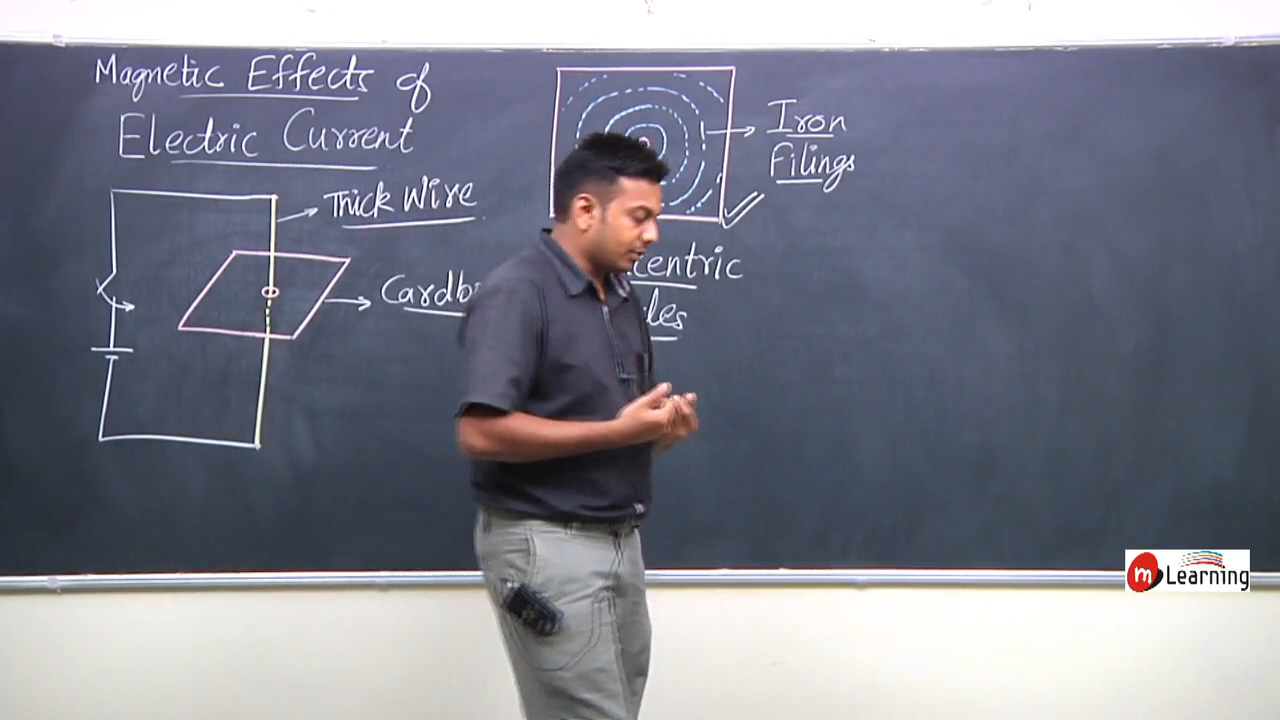 Magnetic Effects of
Electric Current
Thick Wire
Iron
Filings
m Learning